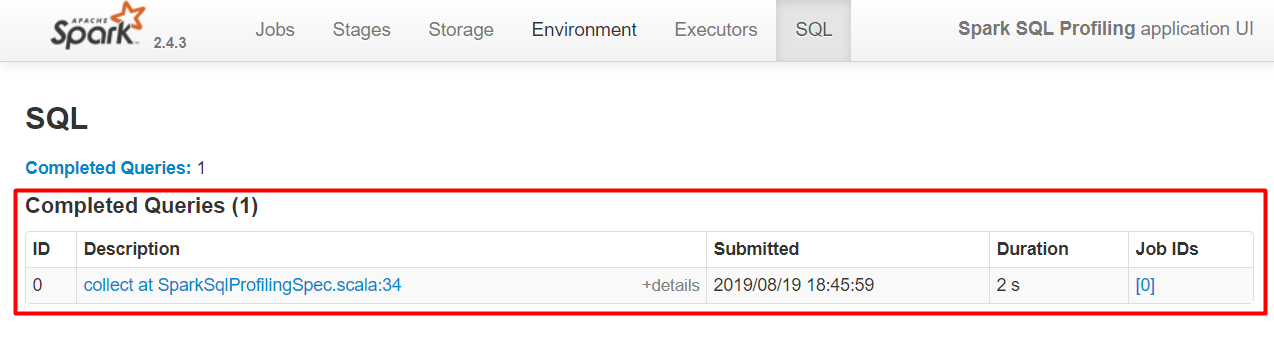 APACHE
Spark 2.4.3 Jobs Stages Storage Environment Executors SQL Spark SQL Profiling application UI
SQL
Completed Queries: 1
Completed Queries (1)
ID Description Submitted Duration Job IDs
0 collect at SparkSqlProfilingSpec.scala:34 +details 2019/08/19 18:45:59 2 s [0]